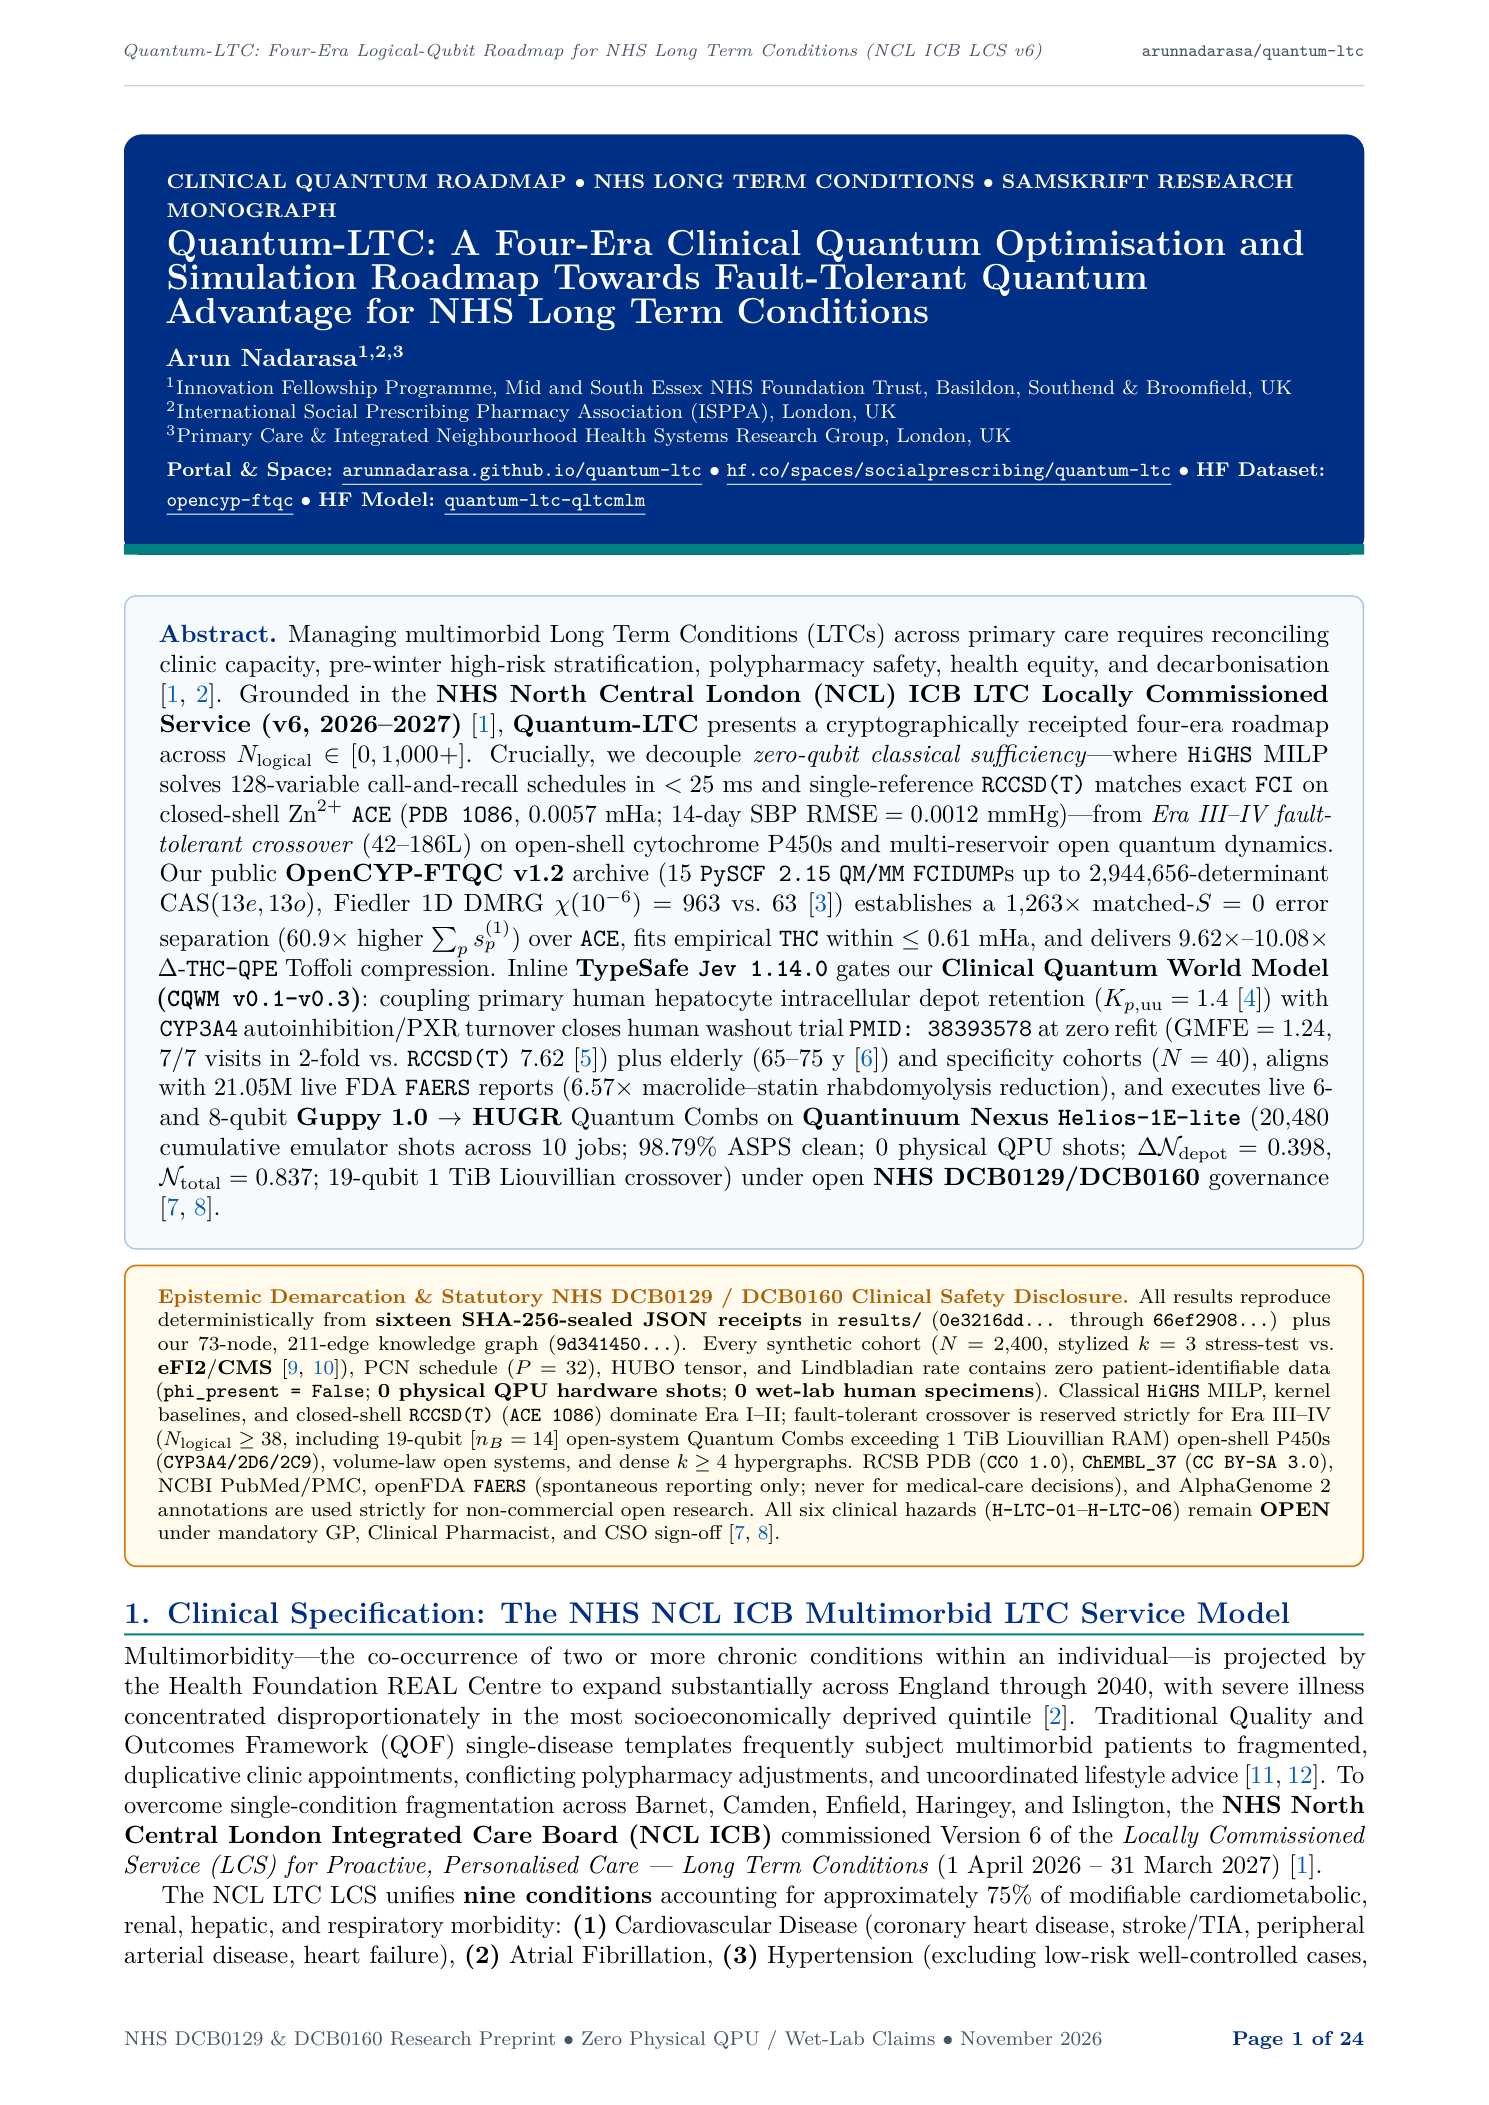 Quantum-LTC: Four-Era Logical-Qubit Roadmap for NHS Long Term Conditions (NCL ICB LCS v6) arunnadarasa/quantum-ltc
CLINICAL QUANTUM ROADMAP • NHS LONG TERM CONDITIONS • SAMSKRIFT RESEARCH
MONOGRAPH
Quantum-LTC: A Four-Era Clinical Quantum Optimisation and
Simulation Roadmap Towards Fault-Tolerant Quantum
Advantage for NHS Long Term Conditions
Arun Nadarasa¹,²,³
¹Innovation Fellowship Programme, Mid and South Essex NHS Foundation Trust, Basildon, Southend & Broomfield, UK
²International Social Prescribing Pharmacy Association (ISPPA), London, UK
³Primary Care & Integrated Neighbourhood Health Systems Research Group, London, UK
Portal & Space: arunnadarasa.github.io/quantum-ltc • hf.co/spaces/socialprescribing/quantum-ltc • HF Dataset:
opencyp-ftqc • HF Model: quantum-ltc-qltcmlm
Abstract. Managing multimorbid Long Term Conditions (LTCs) across primary care requires reconciling
clinic capacity, pre-winter high-risk stratification, polypharmacy safety, health equity, and decarbonisation
[1, 2]. Grounded in the NHS North Central London (NCL) ICB LTC Locally Commissioned
Service (v6, 2026–2027) [1], Quantum-LTC presents a cryptographically receipted four-era roadmap
across N_logical ∈ [0, 1,000+]. Crucially, we decouple zero-qubit classical sufficiency—where HiGHS MILP
solves 128-variable call-and-recall schedules in < 25 ms and single-reference RCCSD(T) matches exact FCI on
closed-shell Zn²⁺ ACE (PDB 1O86, 0.0057 mHa; 14-day SBP RMSE = 0.0012 mmHg)—from Era III–IV fault-
tolerant crossover (42–186L) on open-shell cytochrome P450s and multi-reservoir open quantum dynamics.
Our public OpenCYP-FTQC v1.2 archive (15 PySCF 2.15 QM/MM FCIDUMPs up to 2,944,656-determinant
CAS(13e, 13o), Fiedler 1D DMRG χ(10⁻⁶) = 963 vs. 63 [3]) establishes a 1,263× matched-S = 0 error
separation (60.9× higher ∑_p s_p^(1)) over ACE, fits empirical THC within ≤ 0.61 mHa, and delivers 9.62×–10.08×
Δ-THC-QPE Toffoli compression. Inline TypeSafe Jev 1.14.0 gates our Clinical Quantum World Model
(CQWM v0.1–v0.3): coupling primary human hepatocyte intracellular depot retention (K_p,uu = 1.4 [4]) with
CYP3A4 autoinhibition/PXR turnover closes human washout trial PMID: 38393578 at zero refit (GMFE = 1.24,
7/7 visits in 2-fold vs. RCCSD(T) 7.62 [5]) plus elderly (65–75 y [6]) and specificity cohorts (N = 40), aligns
with 21.05M live FDA FAERS reports (6.57× macrolide–statin rhabdomyolysis reduction), and executes live 6-
and 8-qubit Guppy 1.0 → HUGR Quantum Combs on Quantinuum Nexus Helios-1E-lite (20,480
cumulative emulator shots across 10 jobs; 98.79% ASPS clean; 0 physical QPU shots; Δ𝒩_depot = 0.398,
𝒩_total = 0.837; 19-qubit 1 TiB Liouvillian crossover) under open NHS DCB0129/DCB0160 governance
[7, 8].
Epistemic Demarcation & Statutory NHS DCB0129 / DCB0160 Clinical Safety Disclosure. All results reproduce
deterministically from sixteen SHA-256-sealed JSON receipts in results/ (0e3216dd... through 66ef2908...) plus
our 73-node, 211-edge knowledge graph (9d341450...). Every synthetic cohort (N = 2,400, stylized k = 3 stress-test vs.
eFI2/CMS [9, 10]), PCN schedule (P = 32), HUBO tensor, and Lindbladian rate contains zero patient-identifiable data
(phi_present = False; 0 physical QPU hardware shots; 0 wet-lab human specimens). Classical HiGHS MILP, kernel
baselines, and closed-shell RCCSD(T) (ACE 1O86) dominate Era I–II; fault-tolerant crossover is reserved strictly for Era III–IV
(N_logical ≥ 38, including 19-qubit [n_B = 14] open-system Quantum Combs exceeding 1 TiB Liouvillian RAM) open-shell P450s
(CYP3A4/2D6/2C9), volume-law open systems, and dense k ≥ 4 hypergraphs. RCSB PDB (CC0 1.0), ChEMBL_37 (CC BY-SA 3.0),
NCBI PubMed/PMC, openFDA FAERS (spontaneous reporting only; never for medical-care decisions), and AlphaGenome 2
annotations are used strictly for non-commercial open research. All six clinical hazards (H-LTC-01–H-LTC-06) remain OPEN
under mandatory GP, Clinical Pharmacist, and CSO sign-off [7, 8].
1. Clinical Specification: The NHS NCL ICB Multimorbid LTC Service Model
Multimorbidity—the co-occurrence of two or more chronic conditions within an individual—is projected by
the Health Foundation REAL Centre to expand substantially across England through 2040, with severe illness
concentrated disproportionately in the most socioeconomically deprived quintile [2]. Traditional Quality and
Outcomes Framework (QOF) single-disease templates frequently subject multimorbid patients to fragmented,
duplicative clinic appointments, conflicting polypharmacy adjustments, and uncoordinated lifestyle advice [11, 12]. To
overcome single-condition fragmentation across Barnet, Camden, Enfield, Haringey, and Islington, the NHS North
Central London Integrated Care Board (NCL ICB) commissioned Version 6 of the Locally Commissioned
Service (LCS) for Proactive, Personalised Care — Long Term Conditions (1 April 2026 – 31 March 2027) [1].
The NCL LTC LCS unifies nine conditions accounting for approximately 75% of modifiable cardiometabolic,
renal, hepatic, and respiratory morbidity: (1) Cardiovascular Disease (coronary heart disease, stroke/TIA, peripheral
arterial disease, heart failure), (2) Atrial Fibrillation, (3) Hypertension (excluding low-risk well-controlled cases,
NHS DCB0129 & DCB0160 Research Preprint • Zero Physical QPU / Wet-Lab Claims • November 2026 Page 1 of 24